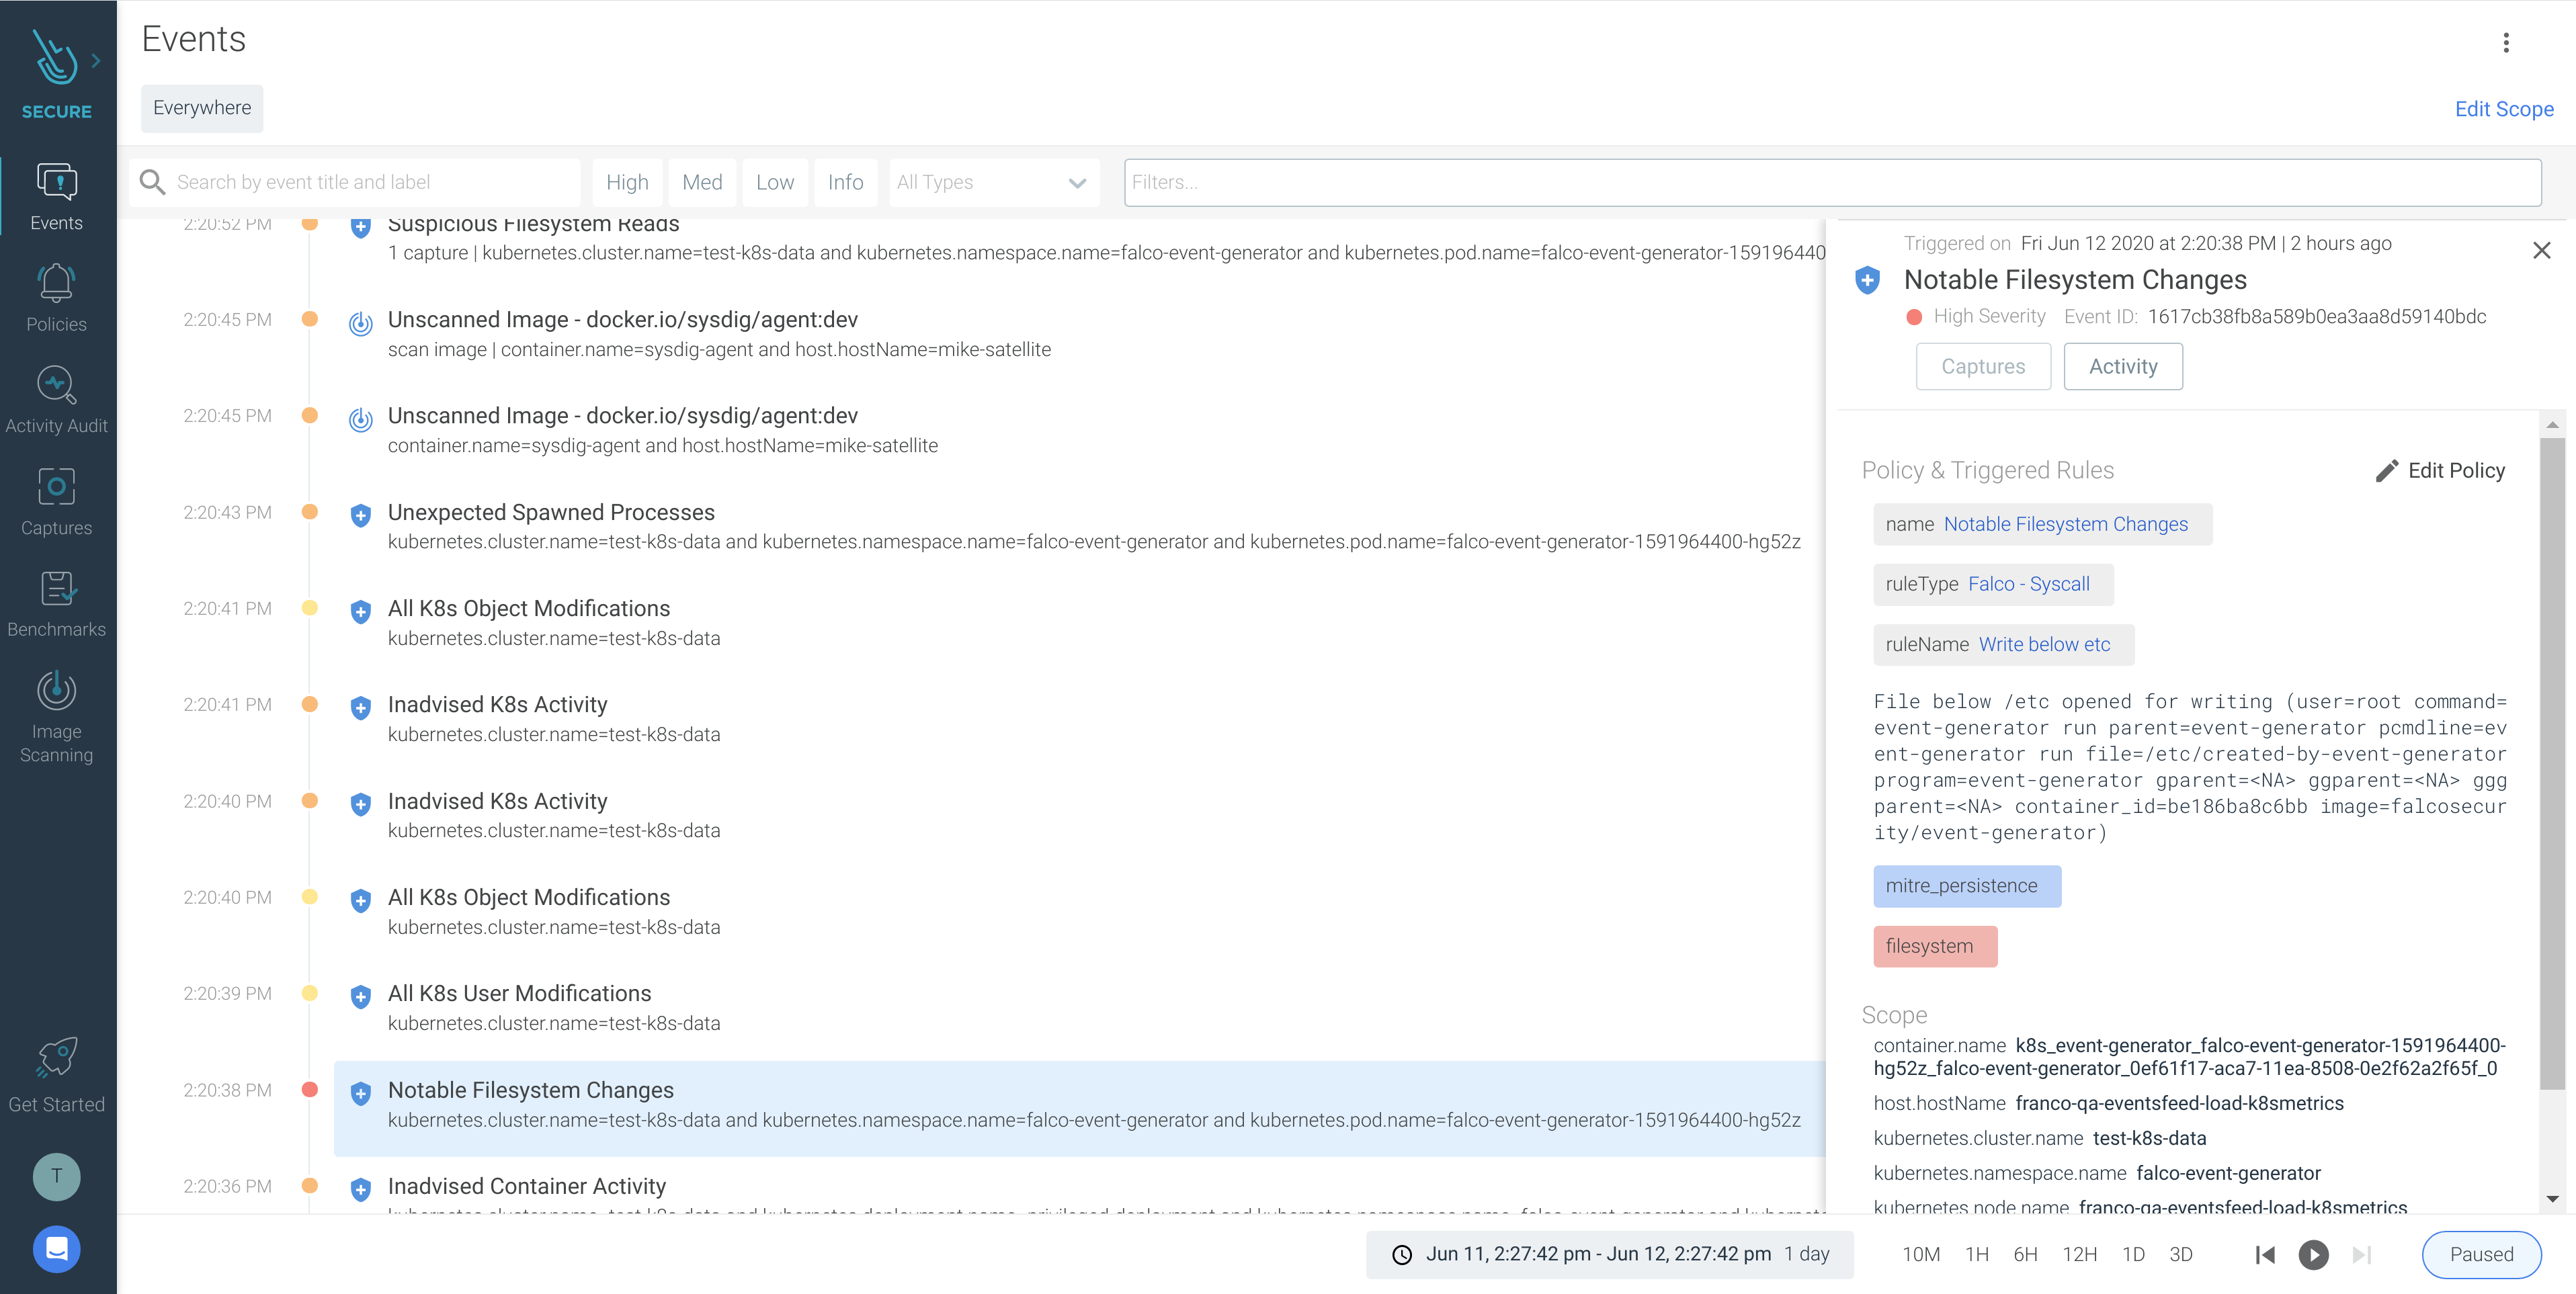 SECURE
Events
Policies
Activity Audit
Captures
Benchmarks
Image
Scanning
Get Started
T
Events
Everywhere
Edit Scope
Search by event title and label
High
Med
Low
Info
All Types
Filters...
2:20:52 PM
Suspicious Filesystem Reads
1 capture | kubernetes.cluster.name=test-k8s-data and kubernetes.namespace.name=falco-event-generator and kubernetes.pod.name=falco-event-generator-159196440
2:20:45 PM
Unscanned Image - docker.io/sysdig/agent:dev
scan image | container.name=sysdig-agent and host.hostName=mike-satellite
2:20:45 PM
Unscanned Image - docker.io/sysdig/agent:dev
container.name=sysdig-agent and host.hostName=mike-satellite
2:20:43 PM
Unexpected Spawned Processes
kubernetes.cluster.name=test-k8s-data and kubernetes.namespace.name=falco-event-generator and kubernetes.pod.name=falco-event-generator-1591964400-hg52z
2:20:41 PM
All K8s Object Modifications
kubernetes.cluster.name=test-k8s-data
2:20:41 PM
Inadvised K8s Activity
kubernetes.cluster.name=test-k8s-data
2:20:40 PM
Inadvised K8s Activity
kubernetes.cluster.name=test-k8s-data
2:20:40 PM
All K8s Object Modifications
kubernetes.cluster.name=test-k8s-data
2:20:39 PM
All K8s User Modifications
kubernetes.cluster.name=test-k8s-data
2:20:38 PM
Notable Filesystem Changes
kubernetes.cluster.name=test-k8s-data and kubernetes.namespace.name=falco-event-generator and kubernetes.pod.name=falco-event-generator-1591964400-hg52z
2:20:36 PM
Inadvised Container Activity
Triggered on Fri Jun 12 2020 at 2:20:38 PM | 2 hours ago
Notable Filesystem Changes
High Severity Event ID: 1617cb38fb8a589b0ea3aa8d59140bdc
Captures
Activity
Policy & Triggered Rules
Edit Policy
name Notable Filesystem Changes
ruleType Falco - Syscall
ruleName Write below etc
File below /etc opened for writing (user=root command=
event-generator run parent=event-generator pcmdline=ev
ent-generator run file=/etc/created-by-event-generator
program=event-generator gparent=<NA> ggparent=<NA> ggg
parent=<NA> container_id=be186ba8c6bb image=falcosecur
ity/event-generator)
mitre_persistence
filesystem
Scope
container.name k8s_event-generator_falco-event-generator-1591964400-
hg52z_falco-event-generator_0ef61f17-aca7-11ea-8508-0e2f62a2f65f_0
host.hostName franco-qa-eventsfeed-load-k8smetrics
kubernetes.cluster.name test-k8s-data
kubernetes.namespace.name falco-event-generator
kubernetes.node.name franco-qa-eventsfeed-load-k8smetrics
Jun 11, 2:27:42 pm - Jun 12, 2:27:42 pm 1 day
10M 1H 6H 12H 1D 3D
Paused